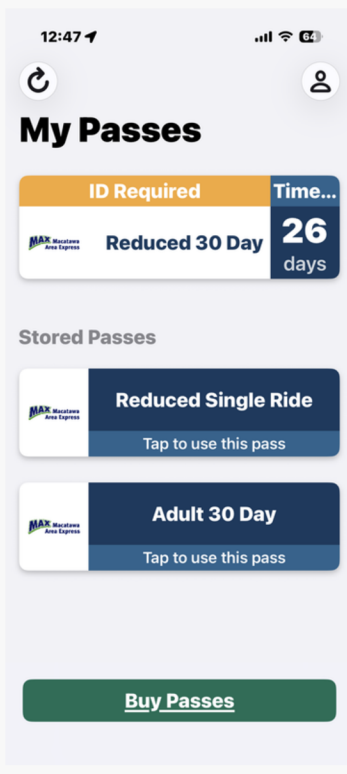 12:47
64
My Passes
ID Required
Time...
MAX Macatawa
Area Express
Reduced 30 Day
26
days
Stored Passes
MAX Macatawa
Area Express
Reduced Single Ride
Tap to use this pass
MAX Macatawa
Area Express
Adult 30 Day
Tap to use this pass
Buy Passes